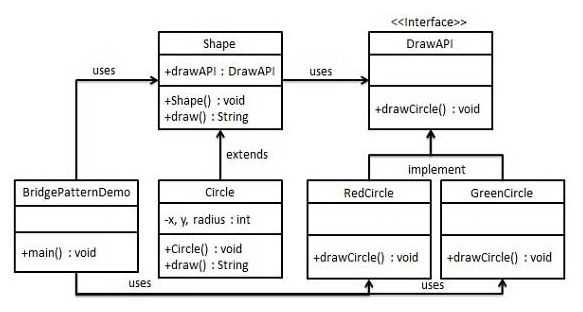 <<Interface>>
Shape
DrawAPI
uses
+drawAPI : DrawAPI
uses
+Shape() : void
+draw() : String
+drawCircle() : void
extends
implement
BridgePatternDemo
Circle
RedCircle
GreenCircle
-x, y, radius : int
+main() : void
+Circle() : void
+draw() : String
+drawCircle() : void
+drawCircle() : void
uses
uses